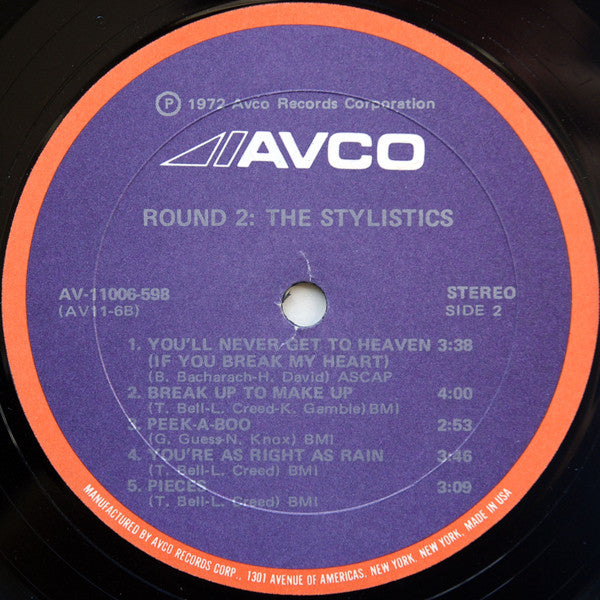 Ⓟ 1972 Avco Records Corporation
AVCO
ROUND 2: THE STYLISTICS
AV-11006-598 STEREO
(AV11-6B) SIDE 2
1. YOU'LL NEVER GET TO HEAVEN 3:38
(IF YOU BREAK MY HEART)
(B. Bacharach-H. David) ASCAP
2. BREAK UP TO MAKE UP 4:00
(T. Bell-L. Creed-K. Gamble) BMI
3. PEEK-A-BOO 2:53
(G. Guess-N. Knox) BMI
4. YOU'RE AS RIGHT AS RAIN 3:46
(T. Bell-L. Creed) BMI
5. PIECES 3:09
(T. Bell-L. Creed) BMI
MANUFACTURED BY AVCO RECORDS CORP., 1301 AVENUE OF AMERICAS, NEW YORK, NEW YORK, MADE IN USA